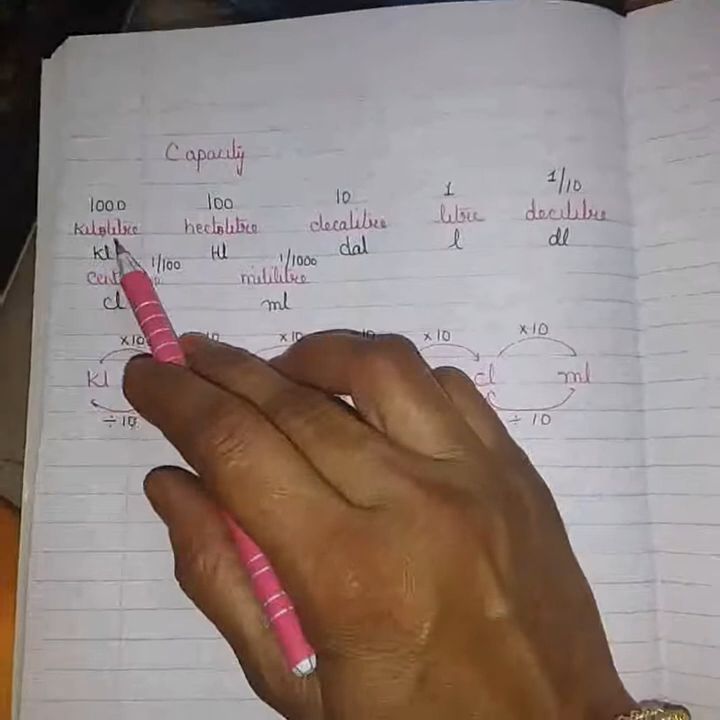 Capacity
1000 100 10 1 1/10
kilolitre hectolitre decalitre litre decilitre
kl Hl dal l dl
1/100 1/1000
millilitre
cl ml
×10 ×10 ×10 ×10
Kl cl ml
÷ 10 ÷ 10